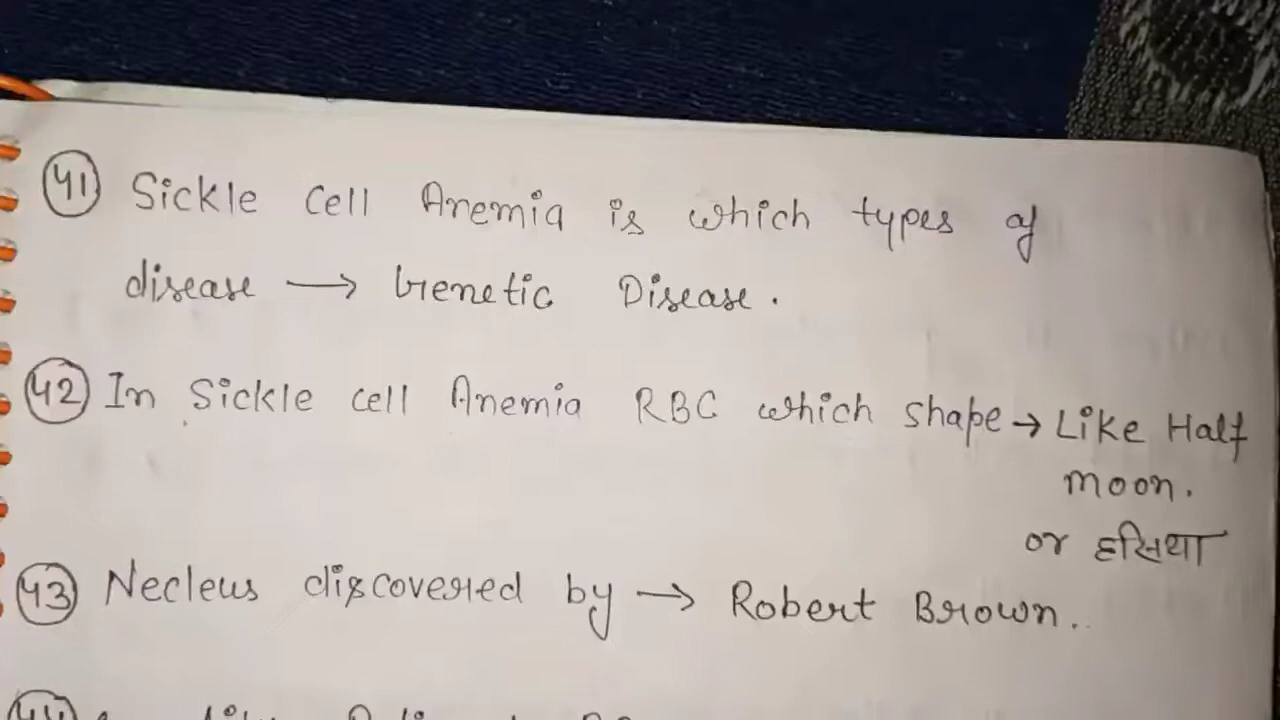 41 Sickle cell Anemia is which types of
disease → Genetic Disease.
42 In Sickle cell Anemia RBC which shape → Like Half
moon.
or हसिया
43 Necleus discovered by → Robert Brown..
44